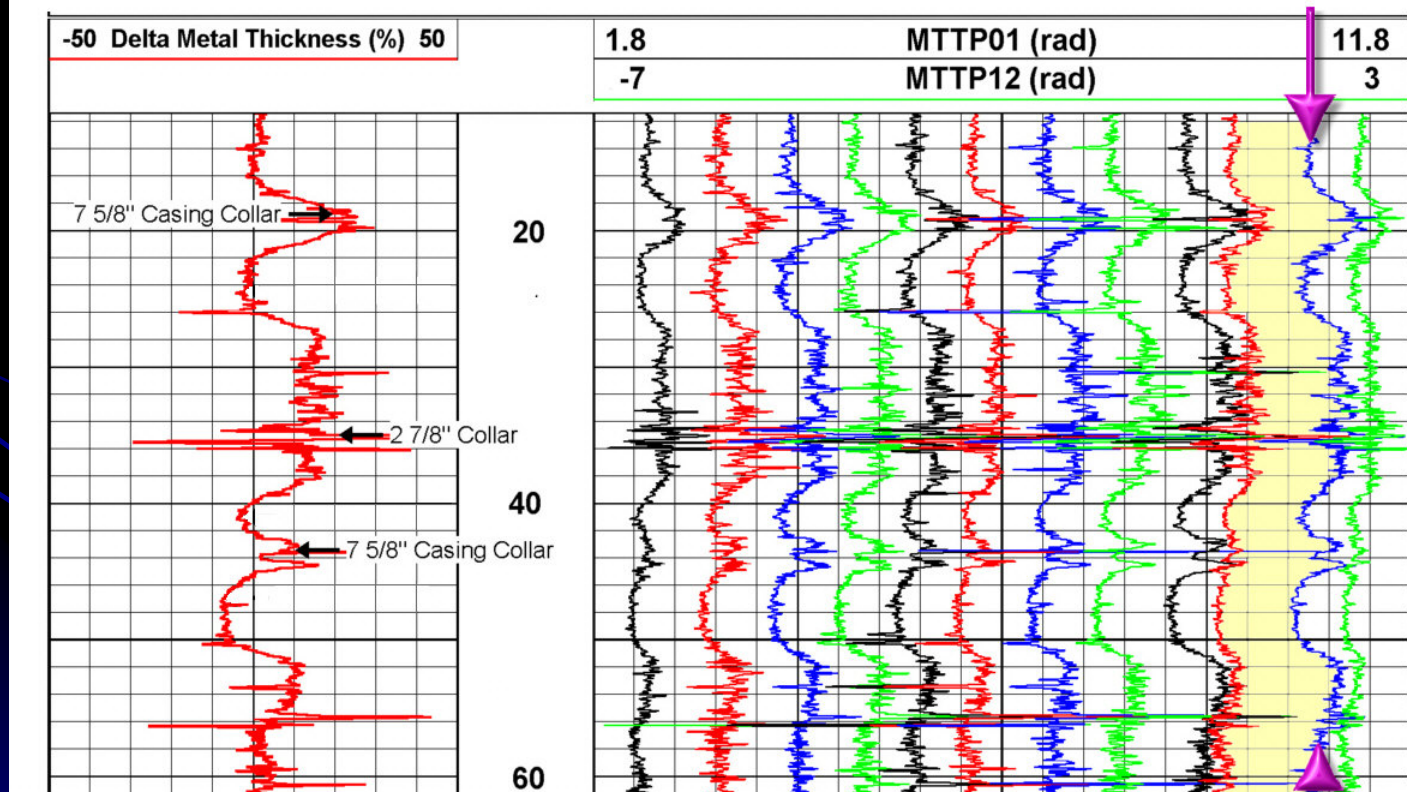 -50 Delta Metal Thickness (%) 50
1.8 MTTP01 (rad) 11.8
-7 MTTP12 (rad) 3
7 5/8" Casing Collar
20
2 7/8" Collar
40
7 5/8" Casing Collar
60